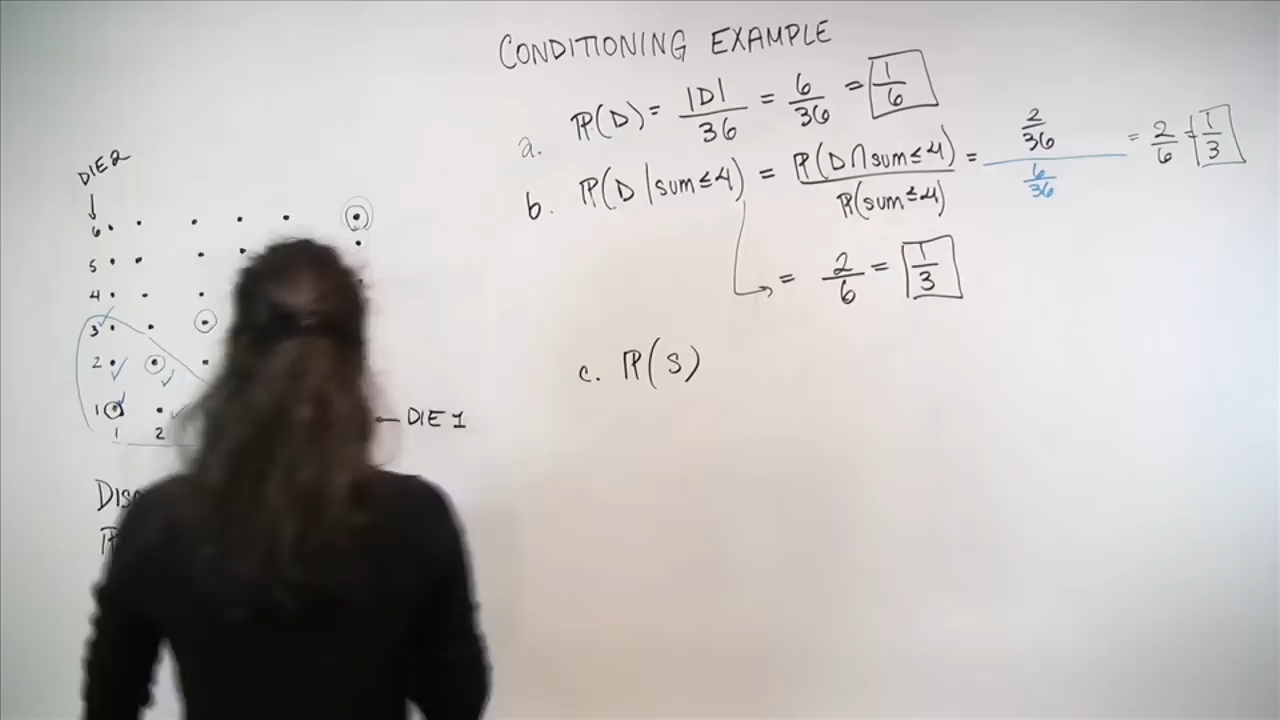 CONDITIONING EXAMPLE
a. P(D) = |D| / 36 = 6/36 = 1/6
b. P(D | sum ≤ 4) = P(D ∩ sum ≤ 4) / P(sum ≤ 4) = 2/36 / 6/36 = 2/6 = 1/3
= 2/6 = 1/3
c. P(S)
DIE 2
6
5
4
3
2
1
1 2
DIE 1